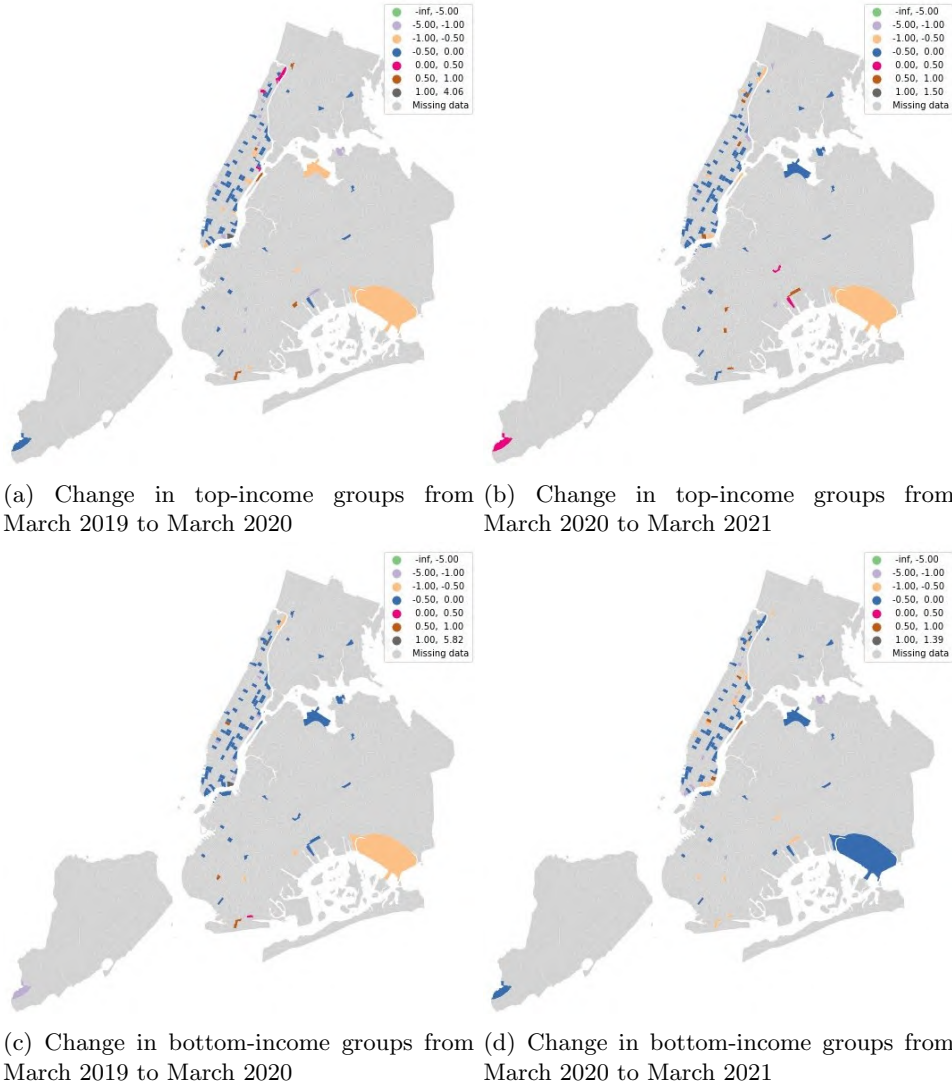 -inf, -5.00
-5.00, -1.00
-1.00, -0.50
-0.50, 0.00
0.00, 0.50
0.50, 1.00
1.00, 4.06
Missing data
-inf, -5.00
-5.00, -1.00
-1.00, -0.50
-0.50, 0.00
0.00, 0.50
0.50, 1.00
1.00, 1.50
Missing data
(a) Change in top-income groups from
March 2019 to March 2020
(b) Change in top-income groups from
March 2020 to March 2021
-inf, -5.00
-5.00, -1.00
-1.00, -0.50
-0.50, 0.00
0.00, 0.50
0.50, 1.00
1.00, 5.82
Missing data
-inf, -5.00
-5.00, -1.00
-1.00, -0.50
-0.50, 0.00
0.00, 0.50
0.50, 1.00
1.00, 1.39
Missing data
(c) Change in bottom-income groups from
March 2019 to March 2020
(d) Change in bottom-income groups from
March 2020 to March 2021